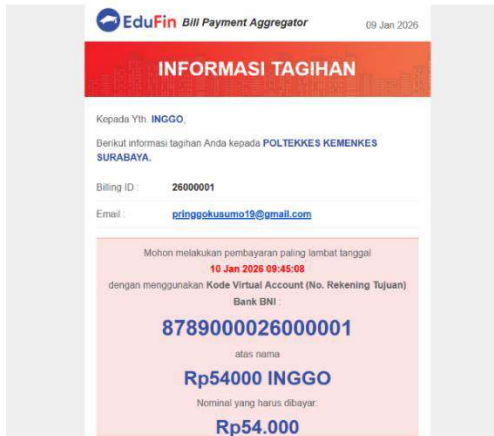 EduFin Bill Payment Aggregator
09 Jan 2026
INFORMASI TAGIHAN
Kepada Yth. INGGO,
Berikut informasi tagihan Anda kepada POLTEKKES KEMENKES
SURABAYA.
Billing ID : 26000001
Email : pringgokusumo19@gmail.com
Mohon melakukan pembayaran paling lambat tanggal
10 Jan 2026 09:45:08
dengan menggunakan Kode Virtual Account (No. Rekening Tujuan)
Bank BNI :
8789000026000001
atas nama
Rp54000 INGGO
Nominal yang harus dibayar:
Rp54.000